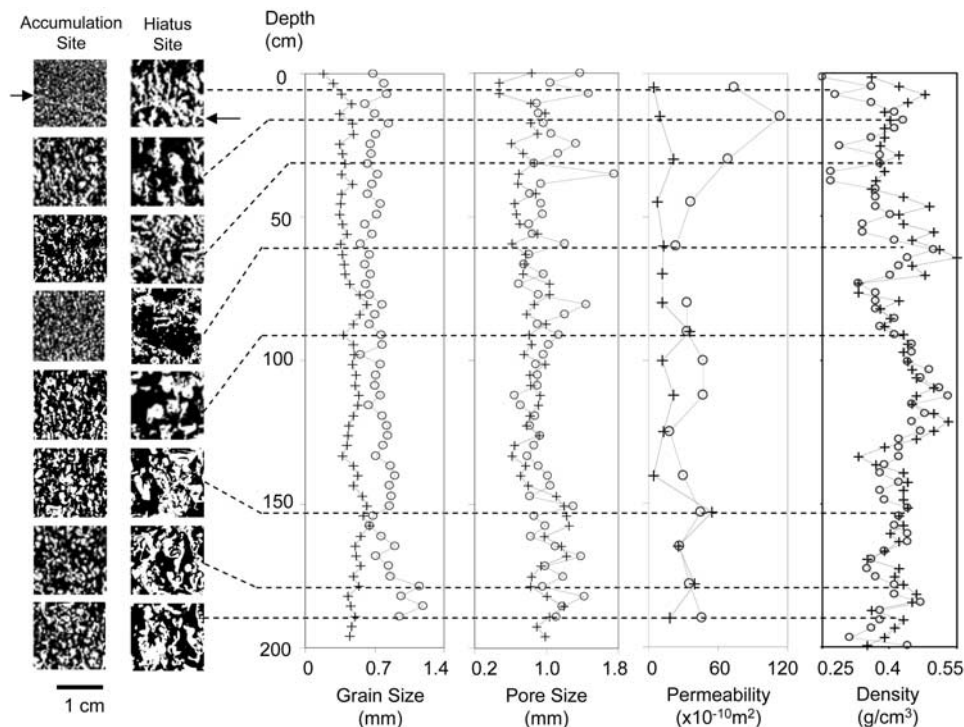 Accumulation
Site
Hiatus
Site
Depth
(cm)
0
50
100
150
200
0 0.7 1.4
Grain Size
(mm)
0.2 1.0 1.8
Pore Size
(mm)
0 60 120
Permeability
(x10-10m2)
0.25 0.4 0.55
Density
(g/cm3)
1 cm